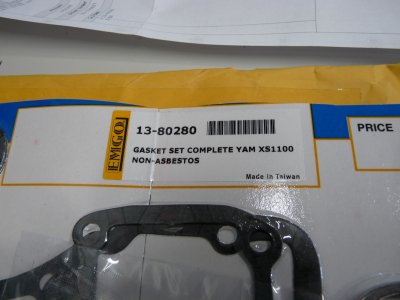 EMGO
13-80280
GASKET SET COMPLETE YAM XS1100
NON-ASBESTOS
Made in Taiwan
PRICE